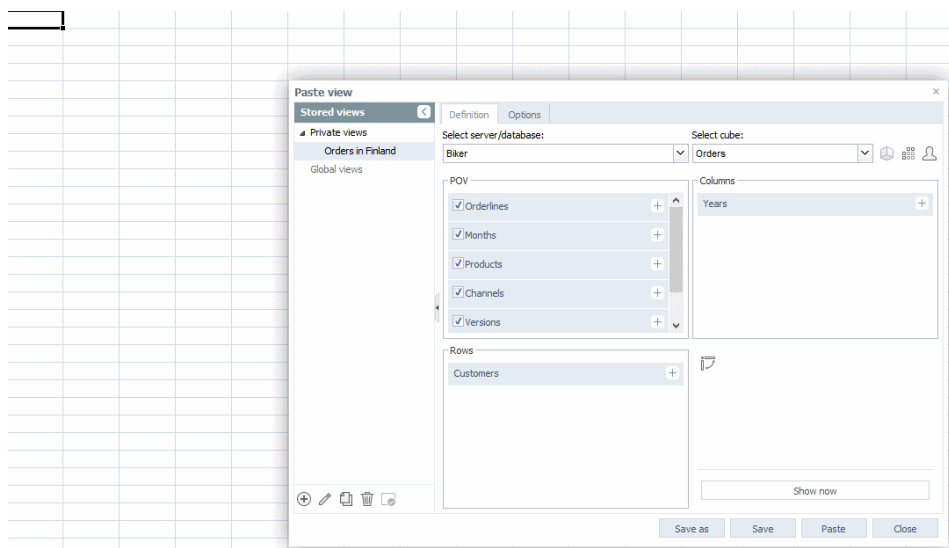 Paste view
Stored views
Private views
Orders in Finland
Global views
Definition Options
Select server/database: Select cube:
Biker Orders
POV
Orderlines
Months
Products
Channels
Versions
Columns
Years
Rows
Customers
Show now
Save as Save Paste Close